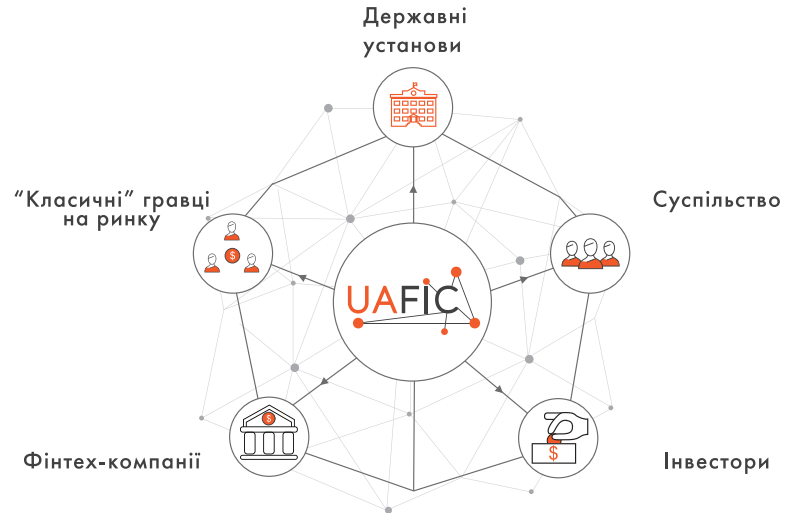 Державні
установи
“Класичні” гравці
на ринку
Суспільство
$
UAFIC
$
Фінтех-компанії
$
Інвестори